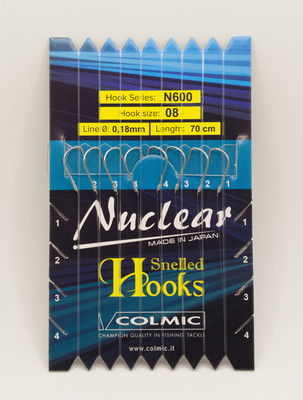 Hook Series: N600
Hook size: 08
Line Ø: 0,18mm Lenght: 70 cm
2 3 4 4 3 2 1
Nuclear
MADE IN JAPAN
1 1
Snelled
2 2
Hooks
3 3
COLMIC
4 4
CHAMPION QUALITY IN FISHING TACKLE
www.colmic.it